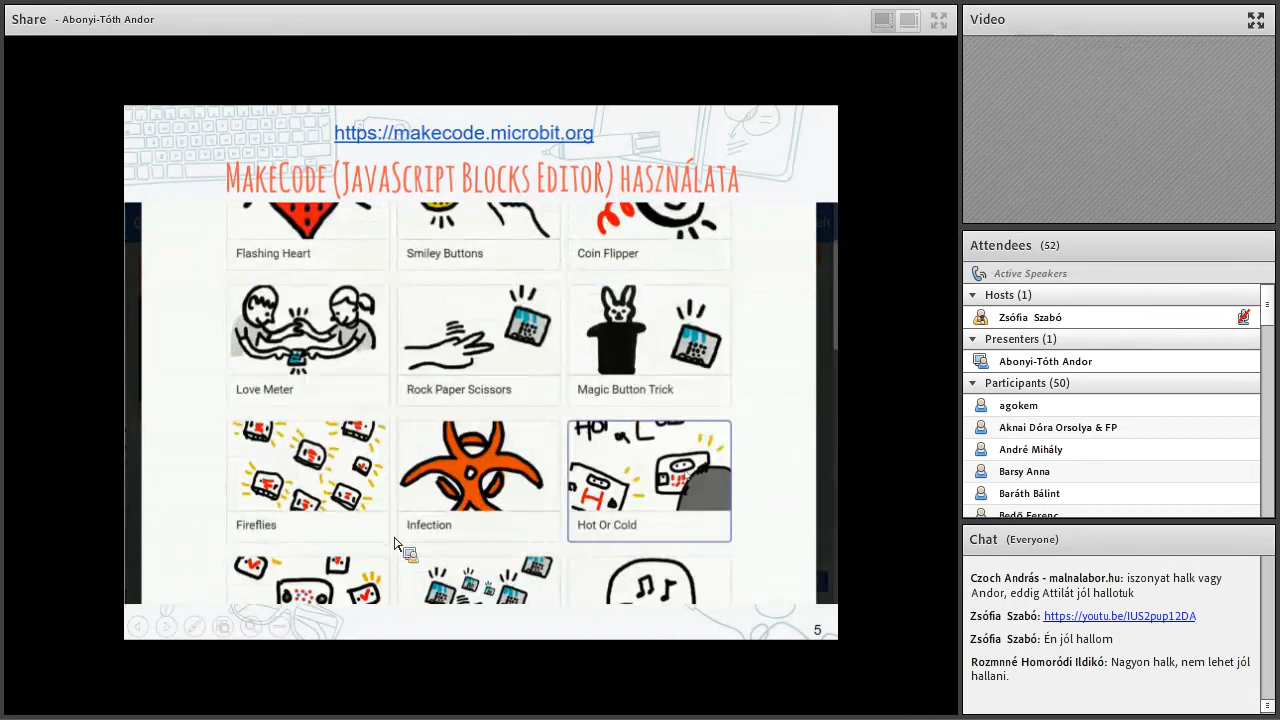 Share - Abonyi-Tóth Andor
https://makecode.microbit.org
MakeCode (JavaScript Blocks Editor) használata
Flashing Heart
Smiley Buttons
Coin Flipper
Love Meter
Rock Paper Scissors
Magic Button Trick
Fireflies
Infection
Hot Or Cold
5
Video
Attendees (52)
Active Speakers
Hosts (1)
Zsófia Szabó
Presenters (1)
Abonyi-Tóth Andor
Participants (50)
agokem
Aknai Dóra Orsolya & FP
André Mihály
Barsy Anna
Baráth Bálint
Bedő Ferenc
Chat (Everyone)
Czoch András - malnalabor.hu: iszonyat halk vagy
Andor, eddig Attilát jól hallotuk
Zsófia Szabó: https://youtu.be/IUS2pup12DA
Zsófia Szabó: Én jól hallom
Rozmnné Homoródi Ildikó: Nagyon halk, nem lehet jól
hallani.